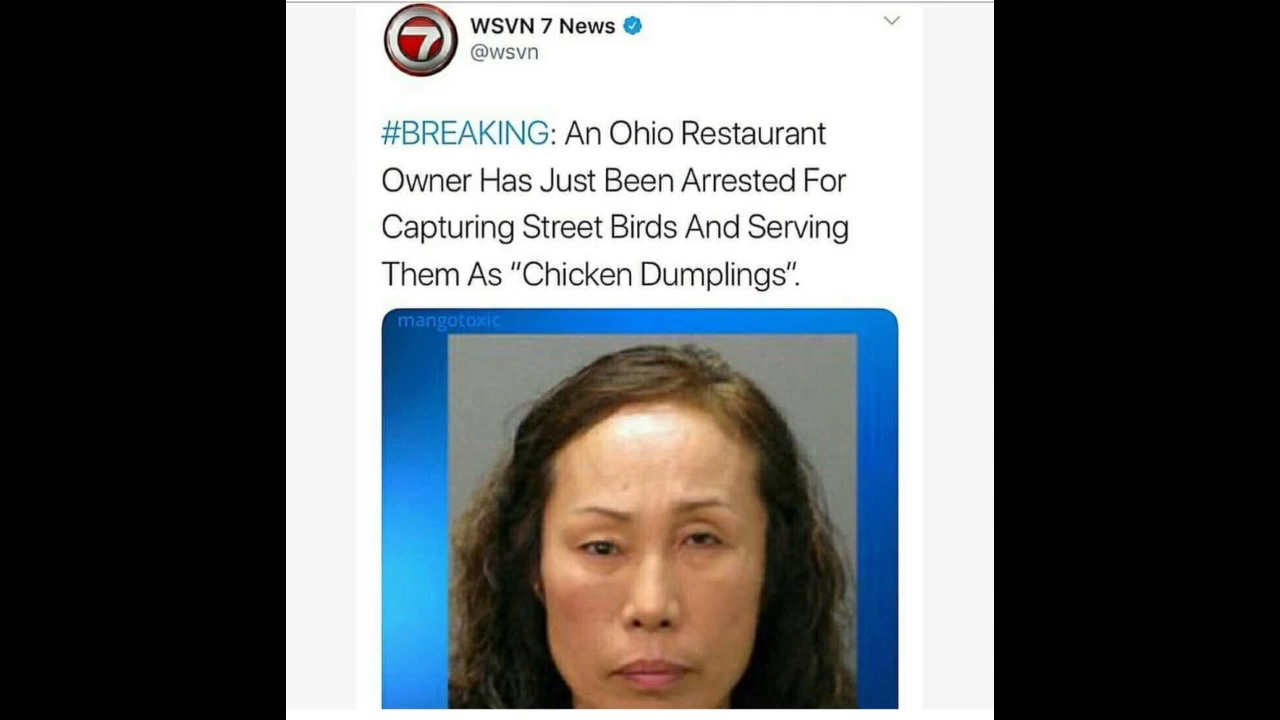 7
WSVN 7 News
@wsvn
#BREAKING: An Ohio Restaurant
Owner Has Just Been Arrested For
Capturing Street Birds And Serving
Them As "Chicken Dumplings".
mangotoxic